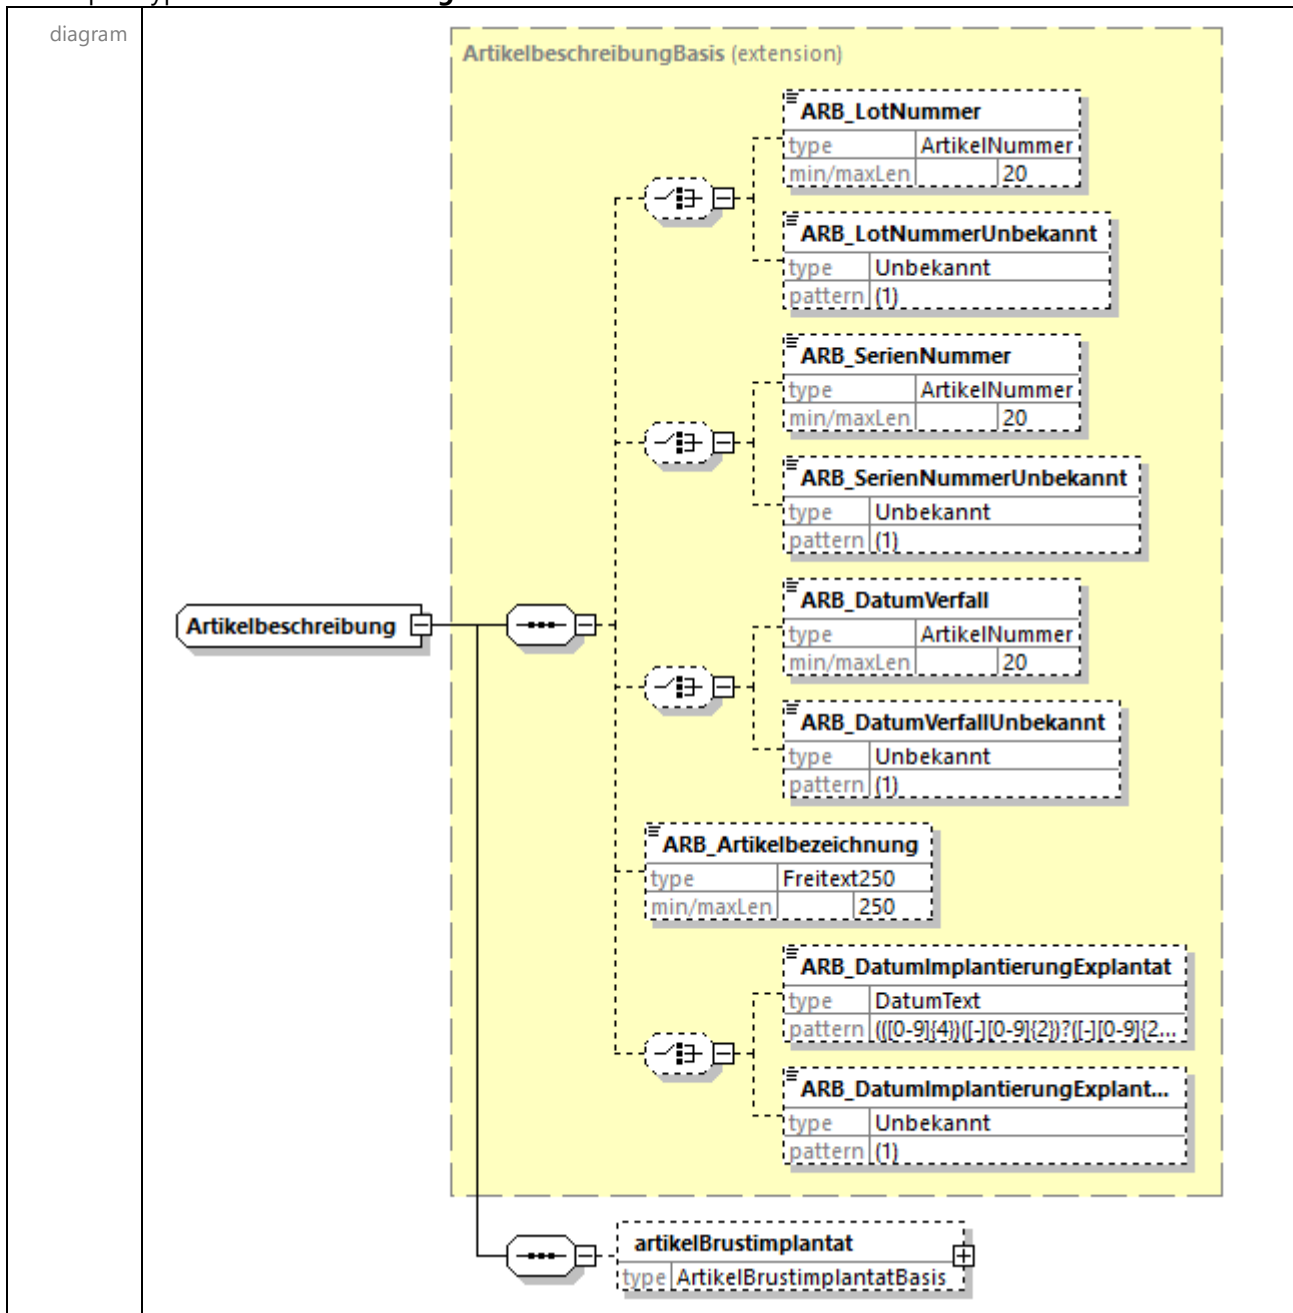 diagram
ArtikelbeschreibungBasis (extension)
ARB_LotNummer
type ArtikelNummer
min/maxLen 20
ARB_LotNummerUnbekannt
type Unbekannt
pattern (1)
ARB_SerienNummer
type ArtikelNummer
min/maxLen 20
ARB_SerienNummerUnbekannt
type Unbekannt
pattern (1)
Artikelbeschreibung
ARB_DatumVerfall
type ArtikelNummer
min/maxLen 20
ARB_DatumVerfallUnbekannt
type Unbekannt
pattern (1)
ARB_Artikelbezeichnung
type Freitext250
min/maxLen 250
ARB_DatumImplantierungExplantat
type DatumText
pattern (([0-9]{4})([-][0-9]{2})?([-][0-9]{2...
ARB_DatumImplantierungExplant...
type Unbekannt
pattern (1)
artikelBrustimplantat
type ArtikelBrustimplantatBasis